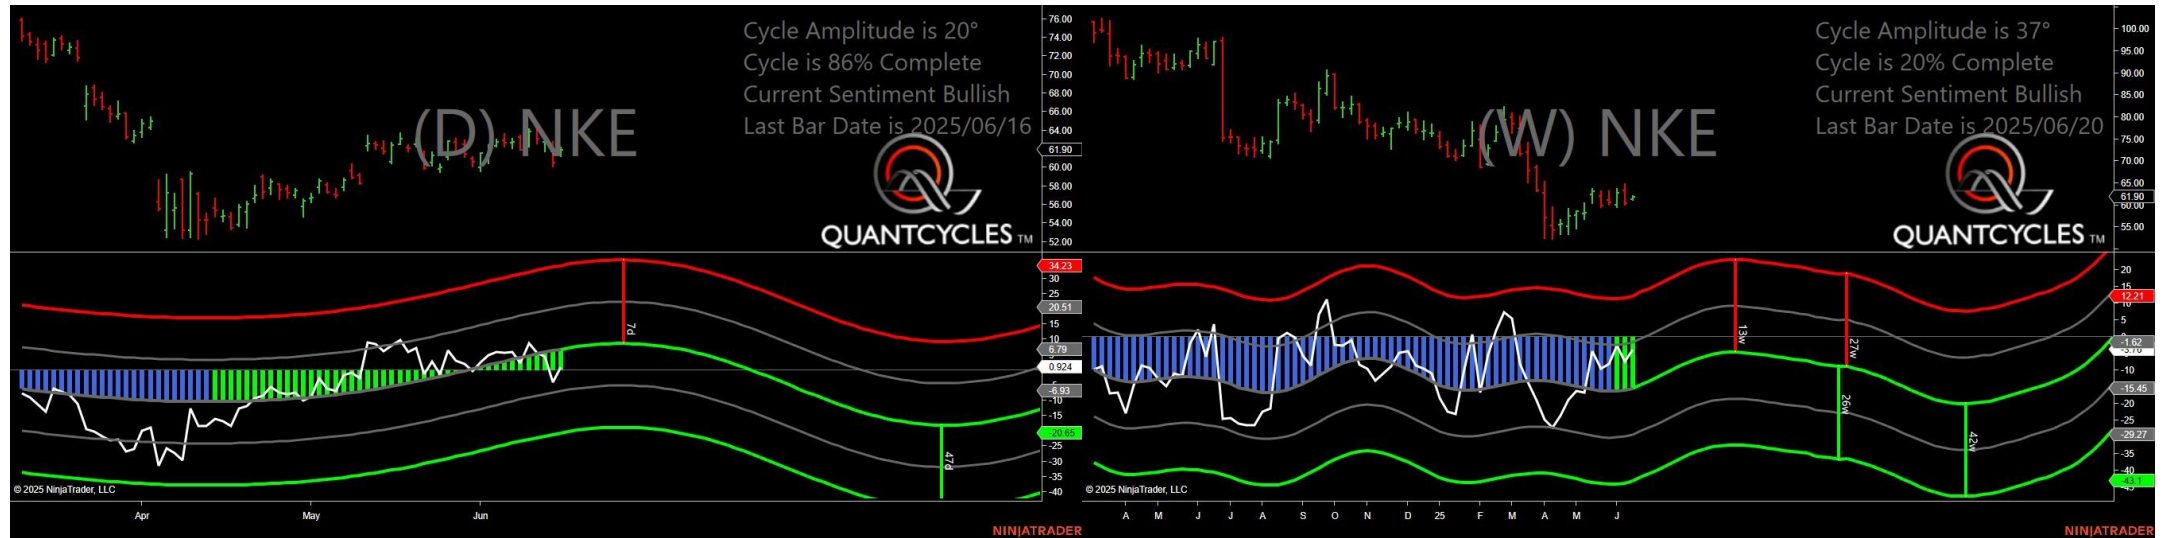 Cycle Amplitude is 20°
Cycle is 86% Complete
Current Sentiment Bullish
Last Bar Date is 2025/06/16
(D) NKE
QUANTCYCLES TM
76.00
74.00
72.00
70.00
68.00
66.00
64.00
61.90
60.00
58.00
56.00
54.00
52.00
34.23
30
25
20.51
15
10
6.79
0.924
-6.93
-10
-15
-20.65
-25
-30
-35
-40
7d
47d
© 2025 NinjaTrader, LLC
Apr May Jun
NINJATRADER
Cycle Amplitude is 37°
Cycle is 20% Complete
Current Sentiment Bullish
Last Bar Date is 2025/06/20
(W) NKE
QUANTCYCLES TM
100.00
95.00
90.00
85.00
80.00
75.00
70.00
65.00
61.90
60.00
55.00
20
15
12.21
10
5
-1.62
-10
-15.45
-20
-25
-29.27
-35
-40
-43.1
13w
27w
26w
42w
© 2025 NinjaTrader, LLC
A M J J A S O N D 25 F M A M J
NINJATRADER